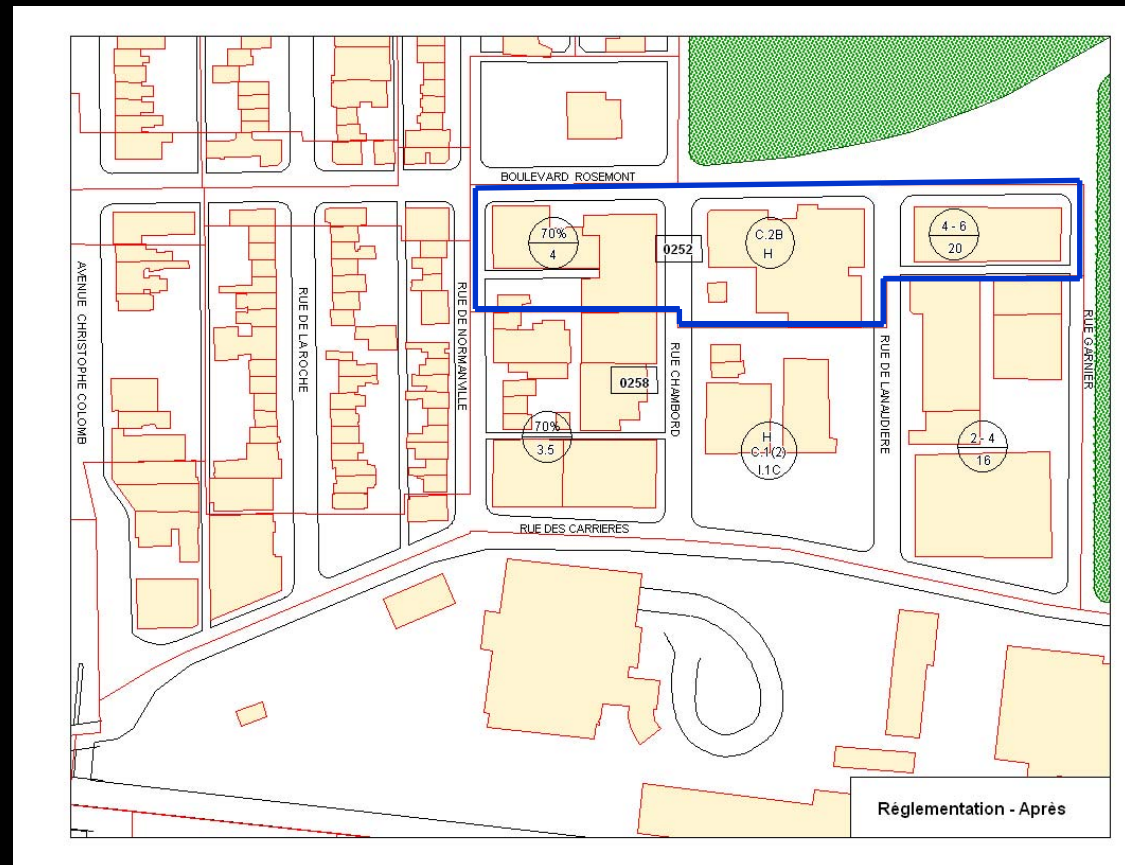 BOULEVARD ROSEMONT
70%
4
0252
C.2B
H
4 - 6
20
AVENUE CHRISTOPHE COLOMB
RUE DE LA ROCHE
RUE DE NORMANVILLE
RUE CHAMBORD
RUE DE LANAUDIERE
RUE GARNIER
0258
70%
3.5
H
C.1(2)
I.1C
2 - 4
16
RUE DES CARRIERES
Réglementation - Après